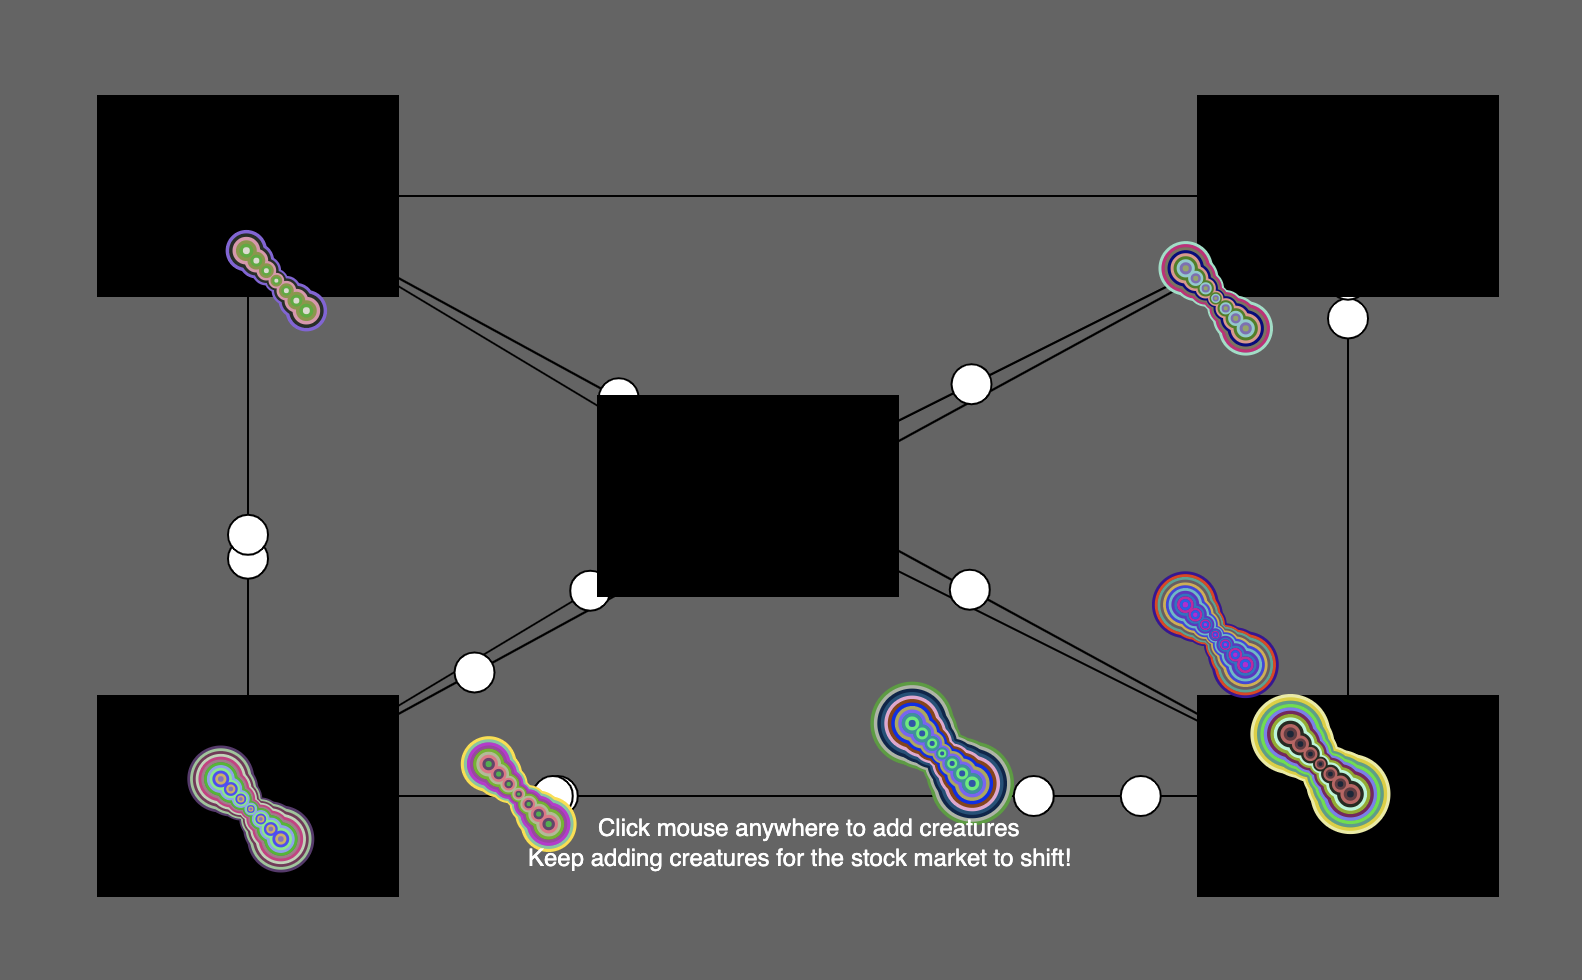 Click mouse anywhere to add creatures
Keep adding creatures for the stock market to shift!